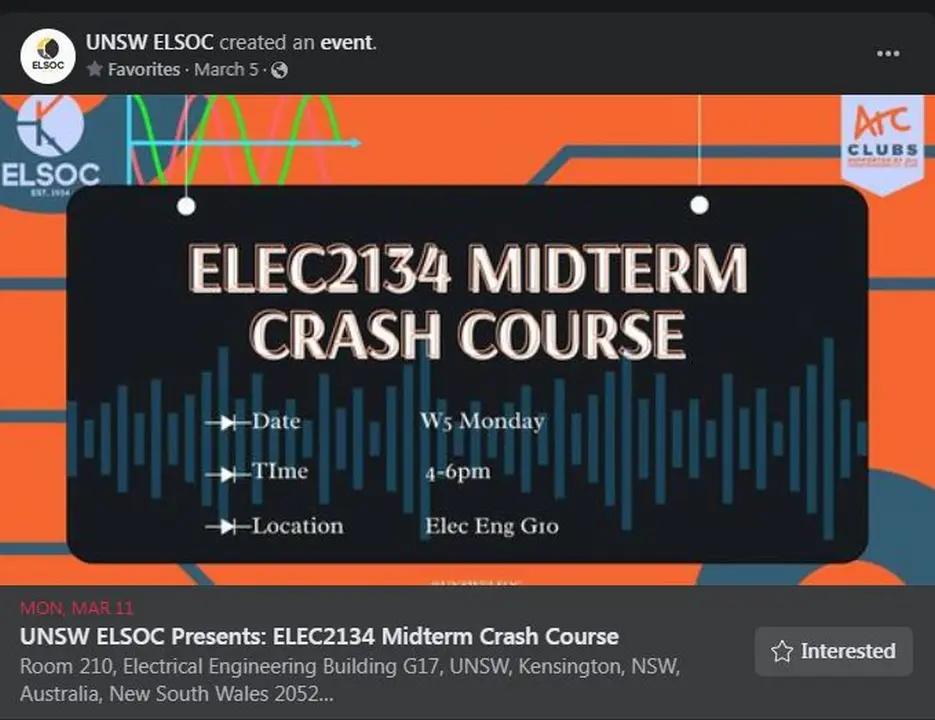 UNSW ELSOC created an event.
Favorites · March 5 ·
ELSOC
ELSOC
EST. 1934
Arc
CLUBS
ELEC2134 MIDTERM
CRASH COURSE
Date W5 Monday
TIme 4-6pm
Location Elec Eng G10
MON, MAR 11
UNSW ELSOC Presents: ELEC2134 Midterm Crash Course
Room 210, Electrical Engineering Building G17, UNSW, Kensington, NSW,
Australia, New South Wales 2052...
Interested